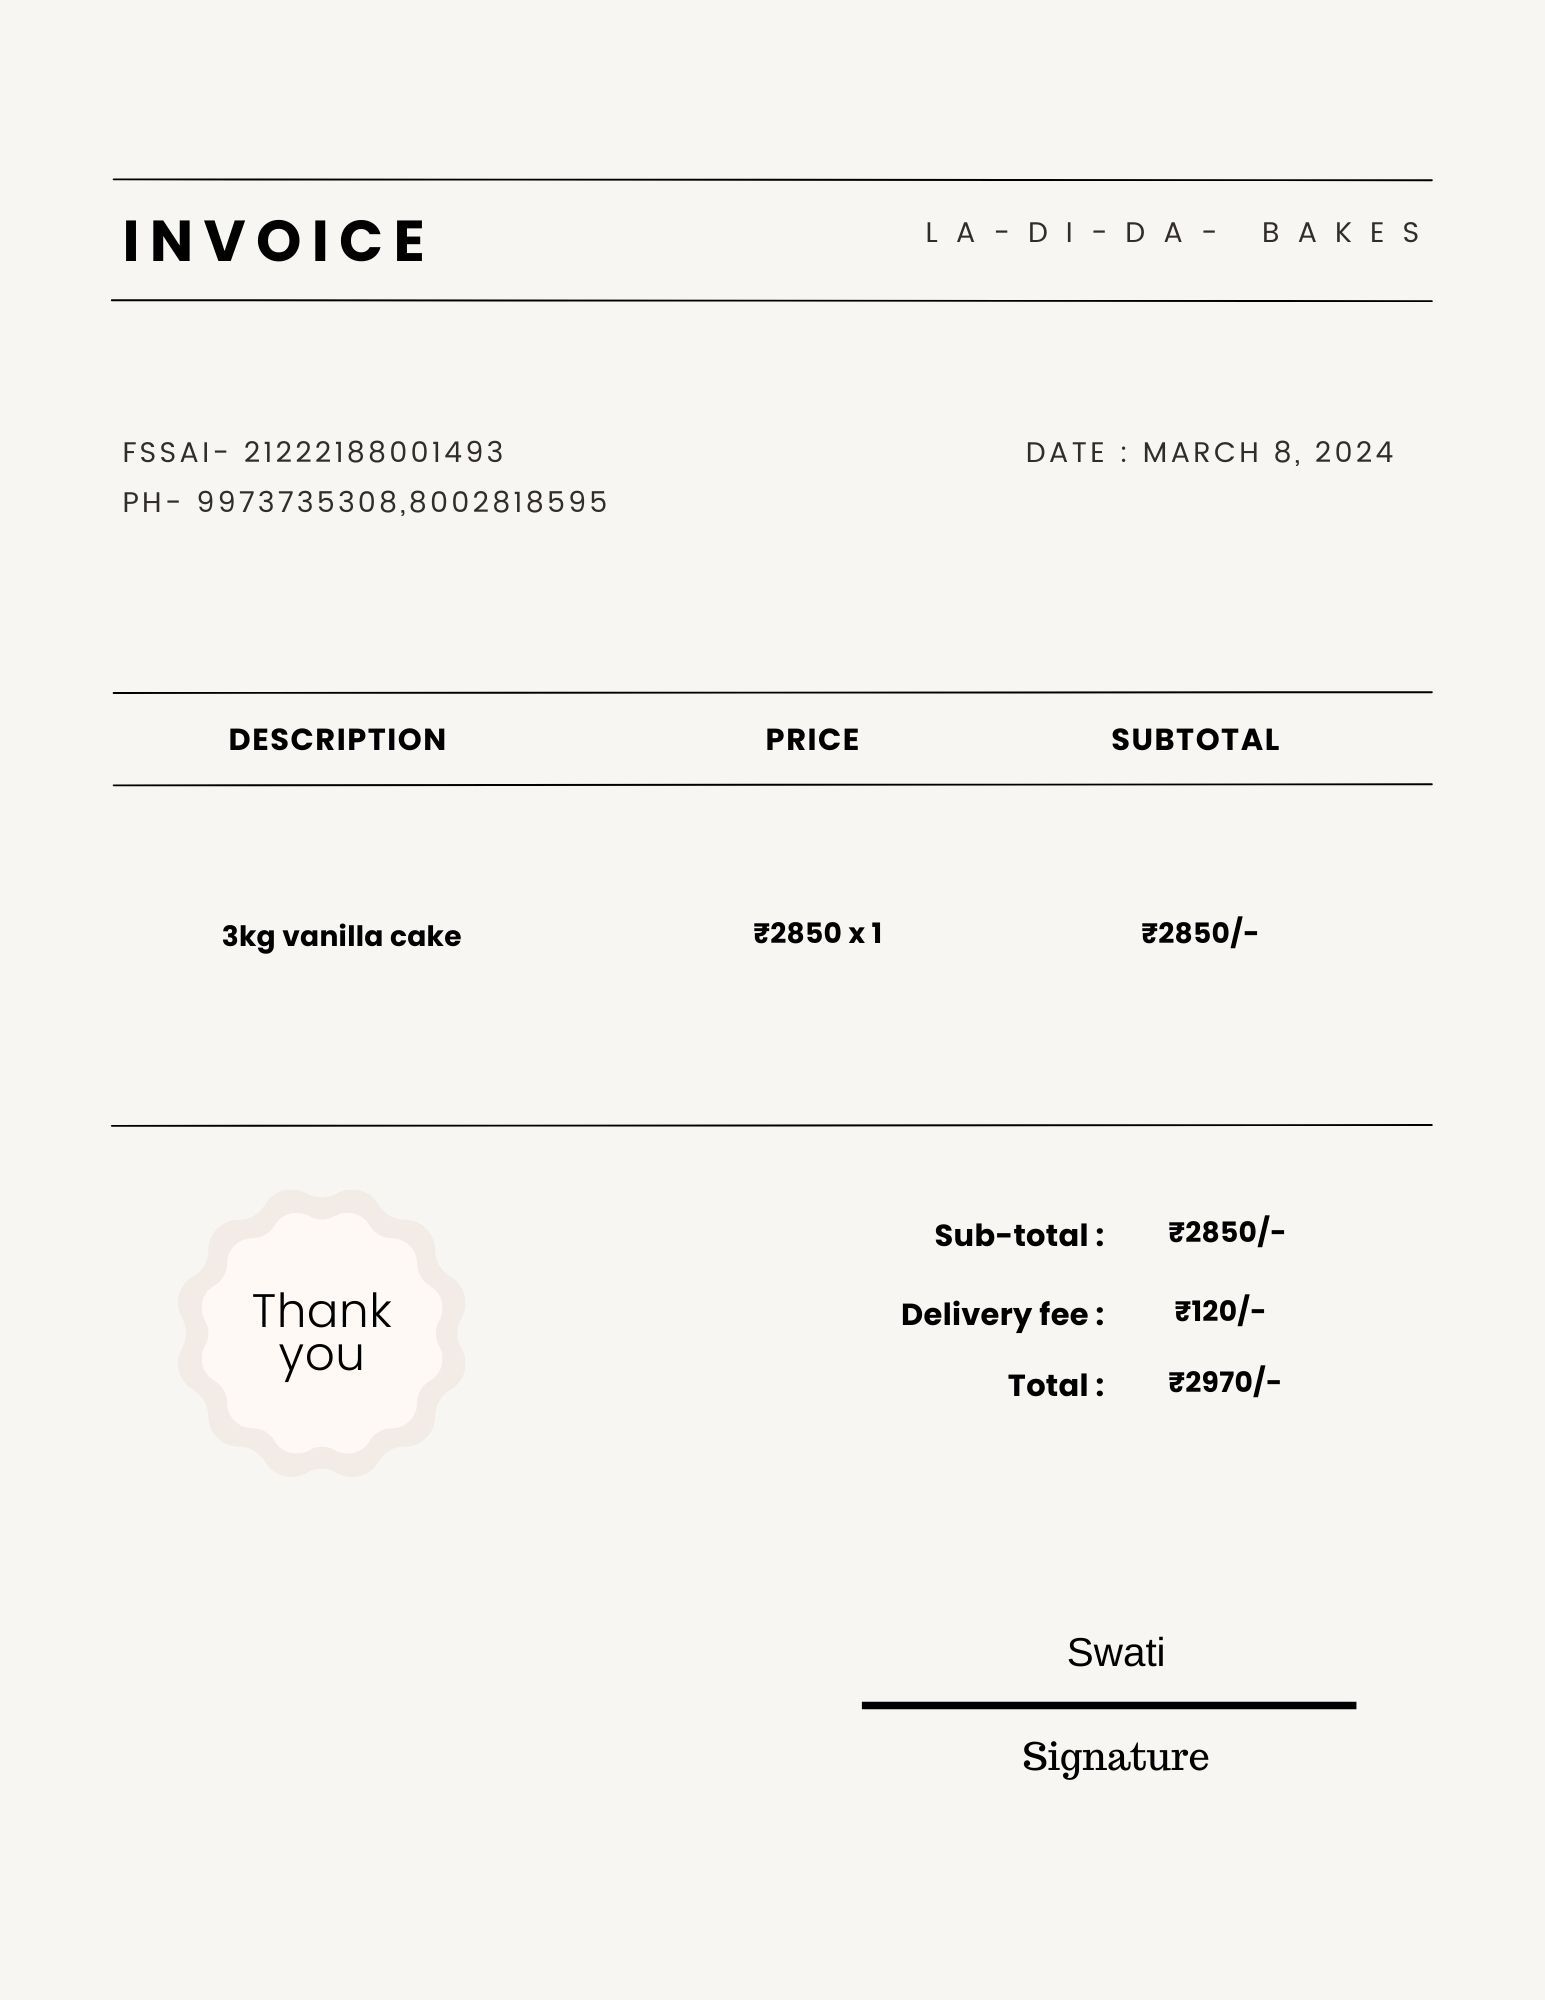 INVOICE
LA-DI-DA- BAKES
FSSAI- 21222188001493
DATE : MARCH 8, 2024
PH- 9973735308,8002818595
DESCRIPTION PRICE SUBTOTAL
3kg vanilla cake ₹2850 x 1 ₹2850/-
Sub-total : ₹2850/-
Delivery fee : ₹120/-
Total : ₹2970/-
Thank
you
Swati
Signature